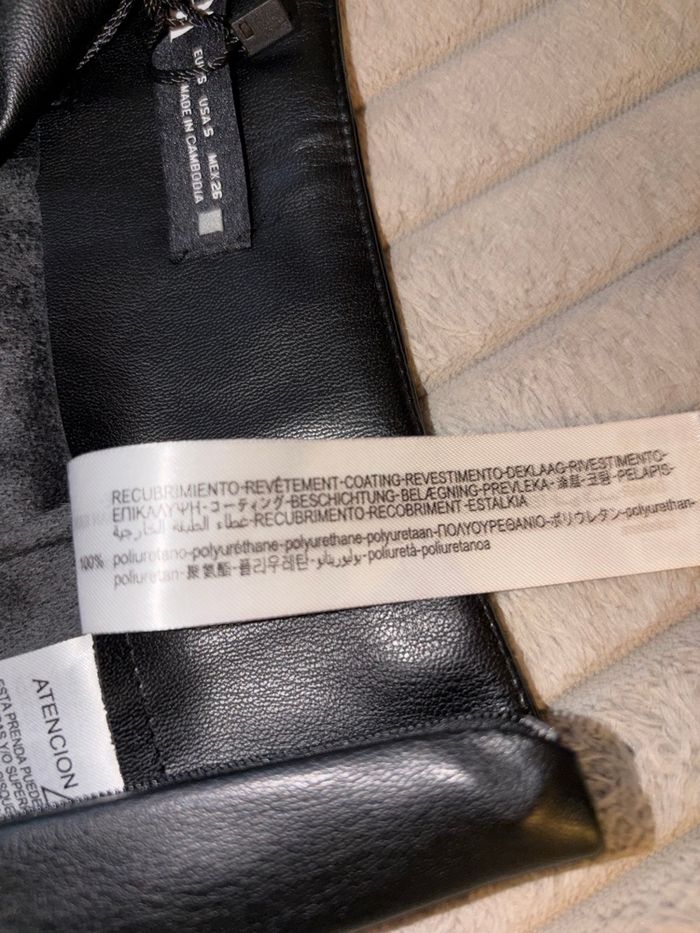 EUR S USA S MEX 26
MADE IN CAMBODIA
RECUBRIMIENTO-REVÊTEMENT-COATING-REVESTIMENTO-DEKLAAG-RIVESTIMENTO-
ΕΠΙΚΑΛΥΨΗ-コーティング-BESCHICHTUNG-BELÆGNING-PREVLEKA-涂层-코팅-PELAPIS-
غطاء الطبقة الخارجية-RECUBRIMENTO-RECOBRIMENT-ESTALKIA
100% poliuretano-polyuréthane-polyurethane-polyuretaan-ΠΟΛΥΟΥΡΕΘΑΝΙΟ-ポリウレタン-polyurethan-
poliuretan-聚氨酯-폴리우레탄-بوليوريتانو-poliuretà-poliuretanoa
ATENCION
ESTA PRENDA PUEDE